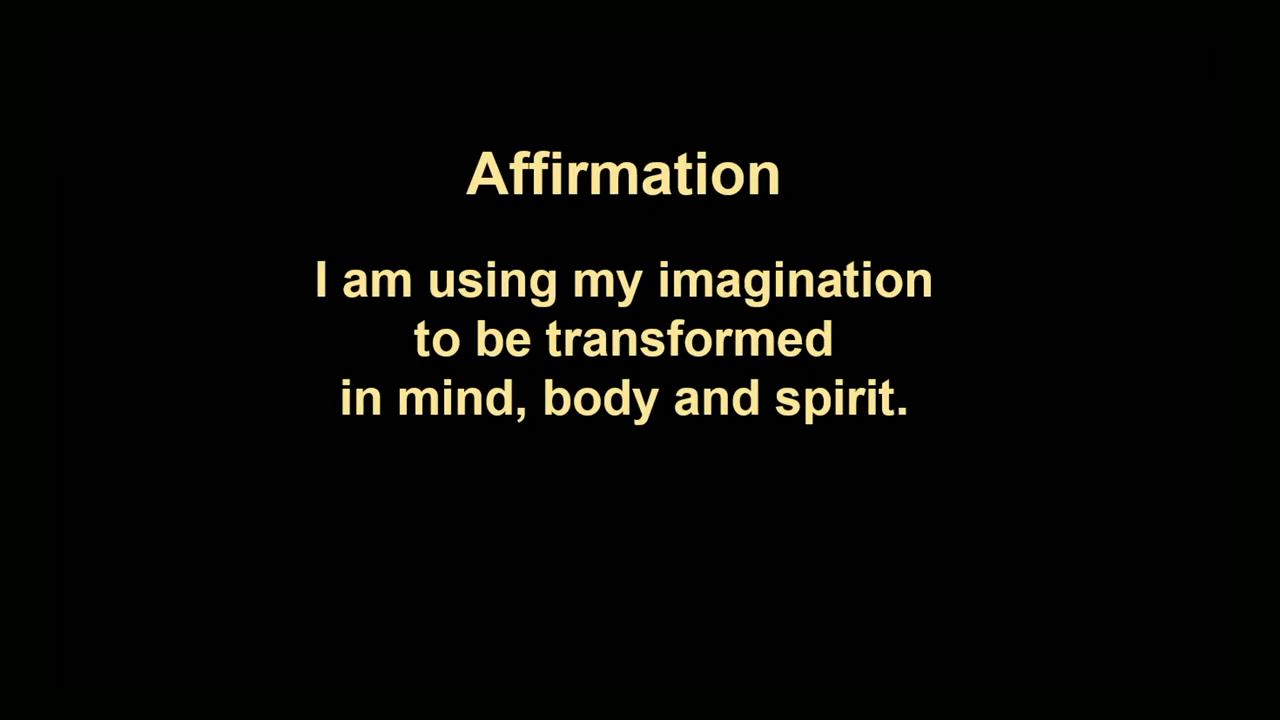 Affirmation
I am using my imagination
to be transformed
in mind, body and spirit.